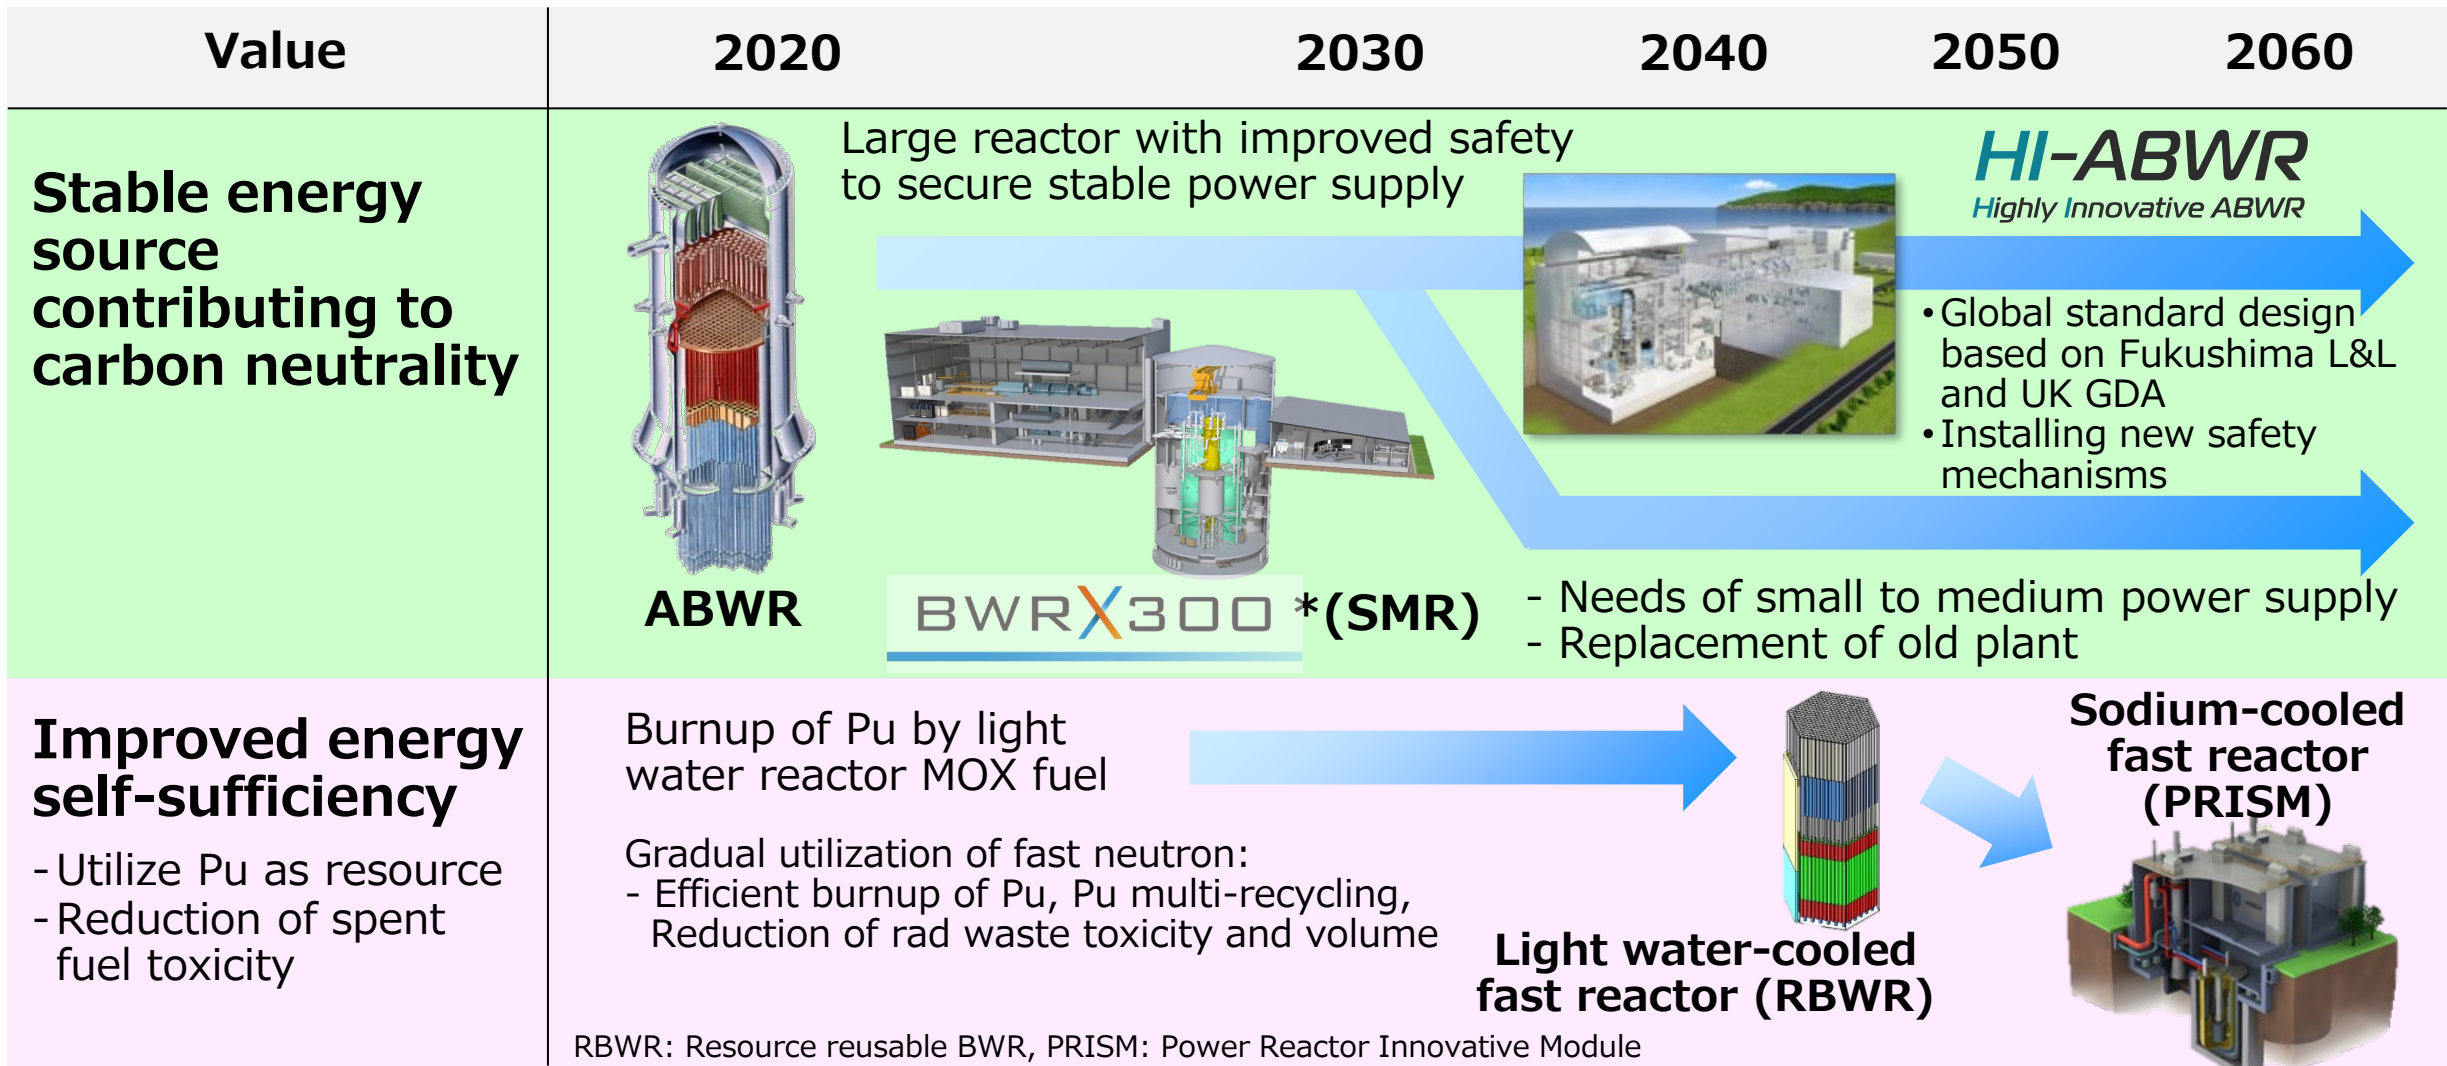 Value
2020
2030
2040
2050
2060
Stable energy
source
contributing to
carbon neutrality
Large reactor with improved safety
to secure stable power supply
HI-ABWR
Highly Innovative ABWR
•Global standard design
based on Fukushima L&L
and UK GDA
•Installing new safety
mechanisms
ABWR
BWRX300 *(SMR)
- Needs of small to medium power supply
- Replacement of old plant
Improved energy
self-sufficiency
-Utilize Pu as resource
-Reduction of spent
fuel toxicity
Burnup of Pu by light
water reactor MOX fuel
Gradual utilization of fast neutron:
- Efficient burnup of Pu, Pu multi-recycling,
Reduction of rad waste toxicity and volume
Light water-cooled
fast reactor (RBWR)
Sodium-cooled
fast reactor
(PRISM)
RBWR: Resource reusable BWR, PRISM: Power Reactor Innovative Module